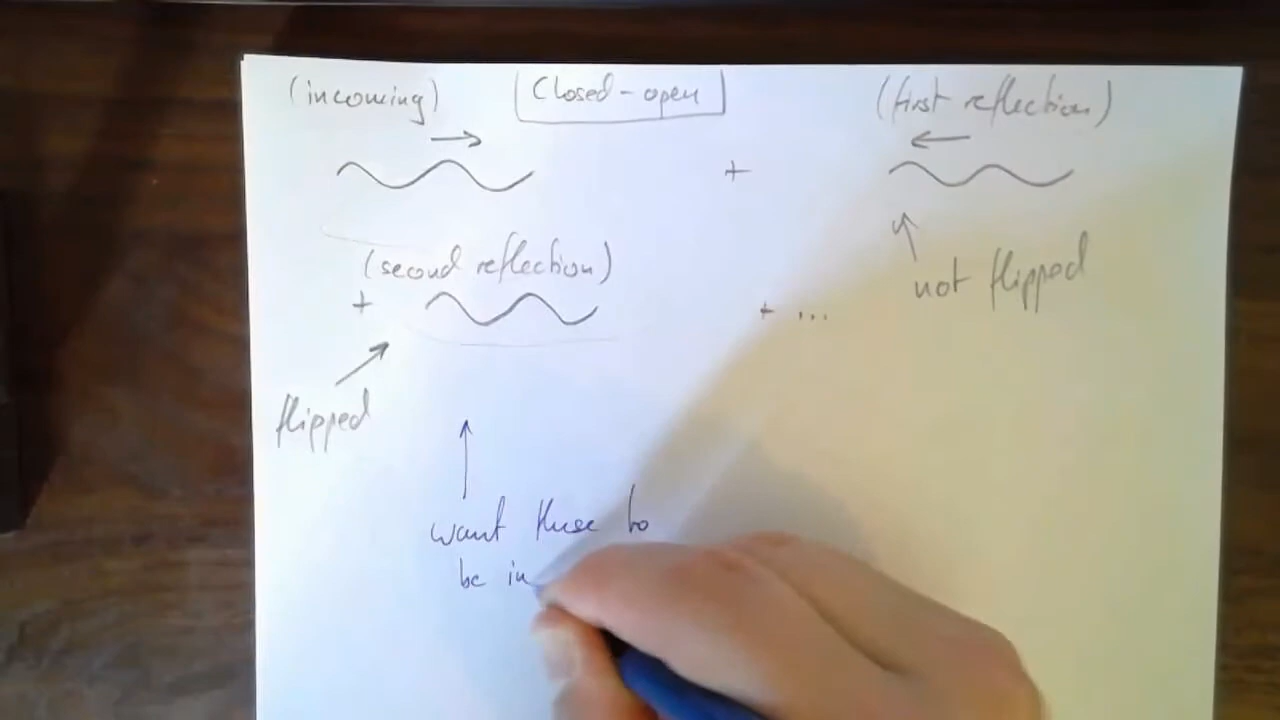 (incoming) Closed-open (first reflection)
+
(second reflection)
+ + ...
not flipped
flipped
want these to
be in